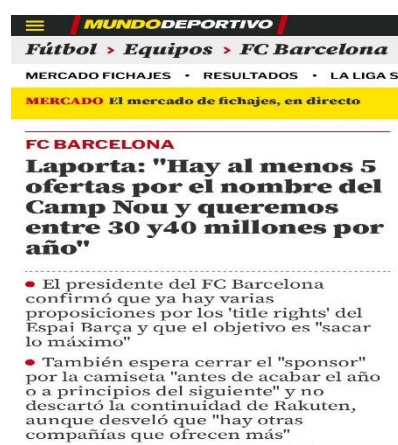 MUNDODEPORTIVO
Fútbol > Equipos > FC Barcelona
MERCADO FICHAJES • RESULTADOS • LA LIGA S
MERCADO El mercado de fichajes, en directo
FC BARCELONA
Laporta: "Hay al menos 5
ofertas por el nombre del
Camp Nou y queremos
entre 30 y40 millones por
año"
• El presidente del FC Barcelona
confirmó que ya hay varias
proposiciones por los 'title rights' del
Espai Barça y que el objetivo es "sacar
lo máximo"
• También espera cerrar el "sponsor"
por la camiseta "antes de acabar el año
o a principios del siguiente" y no
descartó la continuidad de Rakuten,
aunque desveló que "hay otras
compañías que ofrecen más"